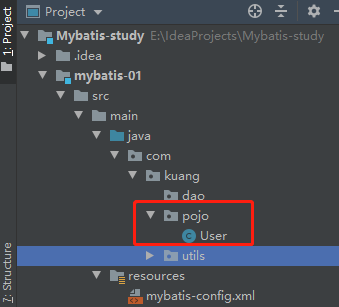 1: Project
Project
Mybatis-study E:\IdeaProjects\Mybatis-study
.idea
mybatis-01
src
main
java
com
kuang
dao
pojo
User
utils
resources
mybatis-config.xml
7: Structure